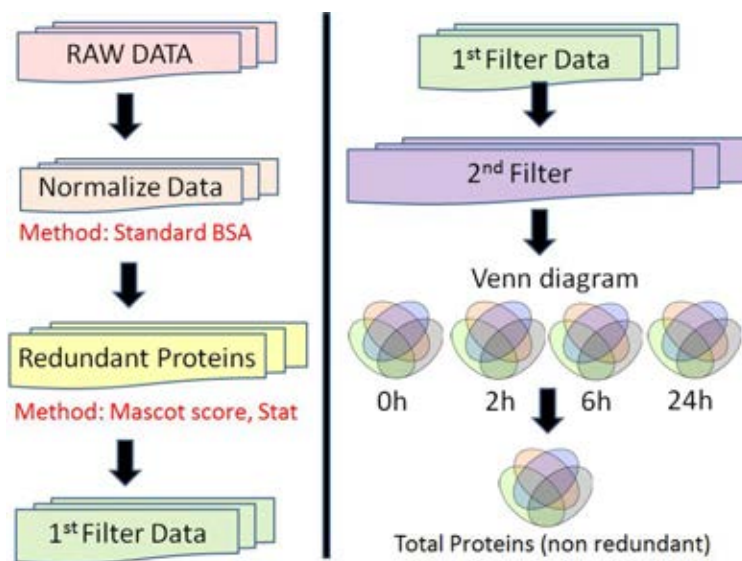 RAW DATA
Normalize Data
Method: Standard BSA
Redundant Proteins
Method: Mascot score, Stat
1st Filter Data
1st Filter Data
2nd Filter
Venn diagram
0h 2h 6h 24h
Total Proteins (non redundant)